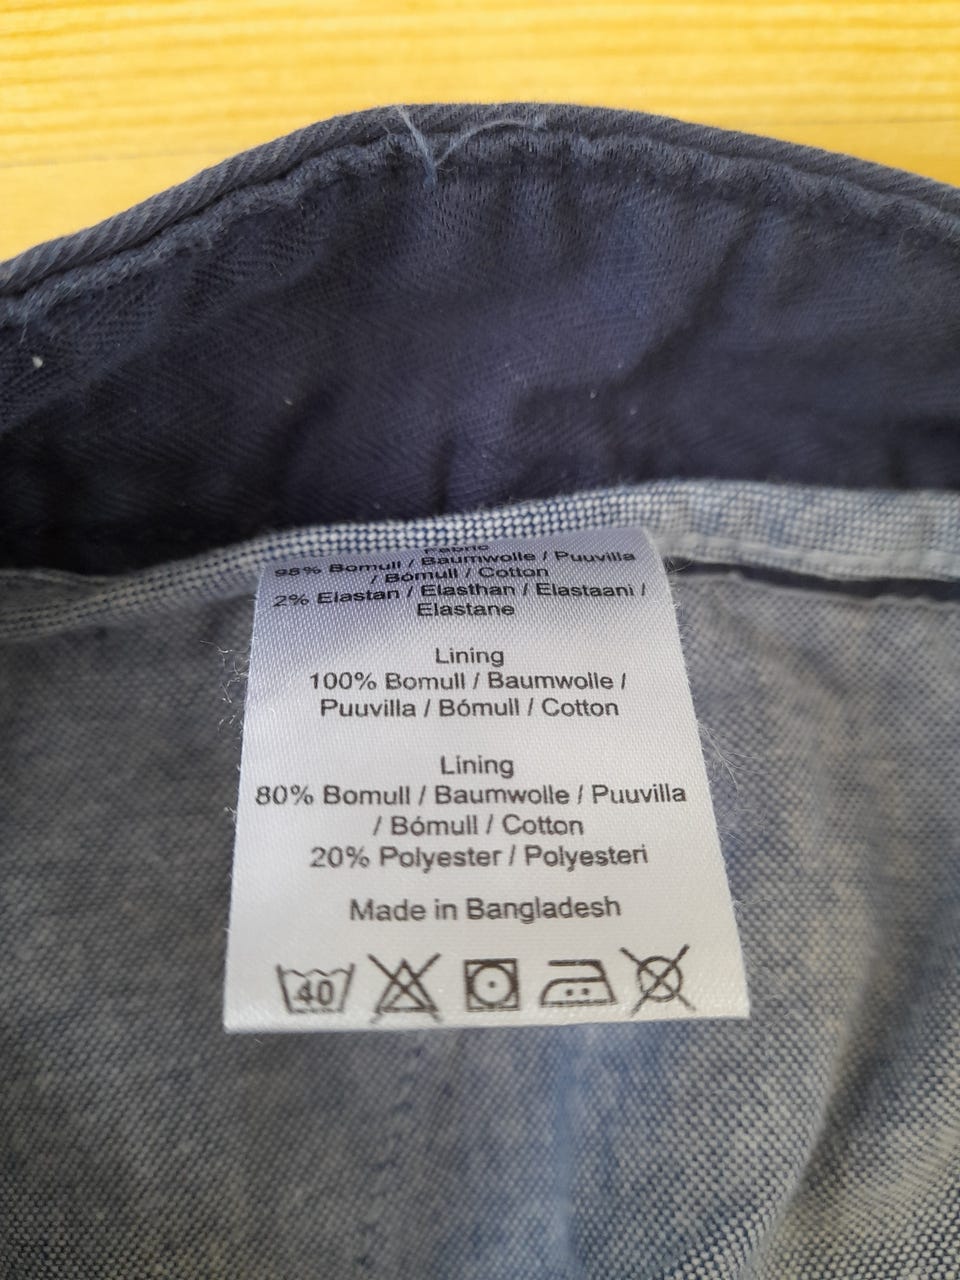 Fabric
98% Bomull / Baumwolle / Puuvilla
/ Bómull / Cotton
2% Elastan / Elasthan / Elastaani /
Elastane
Lining
100% Bomull / Baumwolle /
Puuvilla / Bómull / Cotton
Lining
80% Bomull / Baumwolle / Puuvilla
/ Bómull / Cotton
20% Polyester / Polyesteri
Made in Bangladesh
40